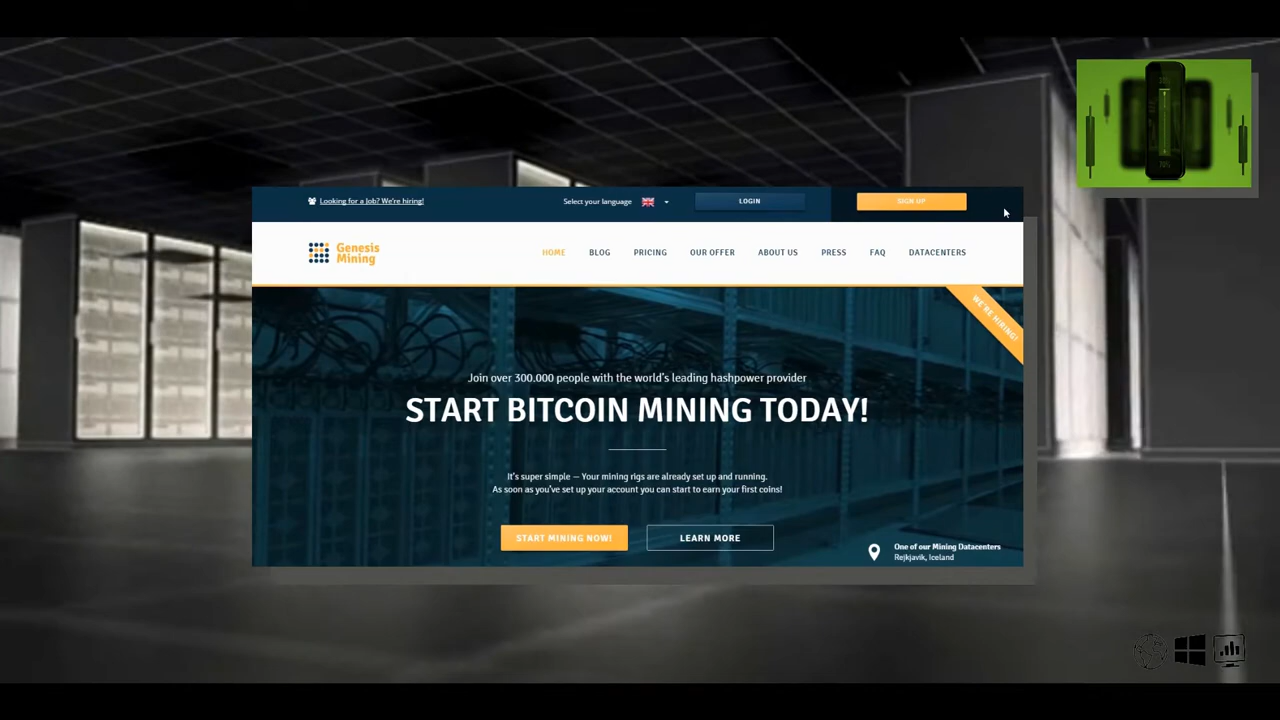 Looking for a Job? We're hiring!
Select your language
LOGIN
SIGN UP
Genesis
Mining
HOME
BLOG
PRICING
OUR OFFER
ABOUT US
PRESS
FAQ
DATACENTERS
WE'RE HIRING!
Join over 300.000 people with the world's leading hashpower provider
START BITCOIN MINING TODAY!
It's super simple — Your mining rigs are already set up and running.
As soon as you've set up your account you can start to earn your first coins!
START MINING NOW!
LEARN MORE
One of our Mining Datacenters
Rejkjavik, Iceland